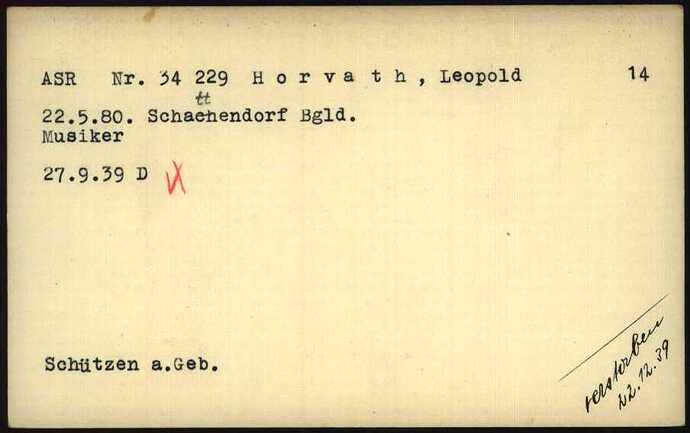 ASR Nr. 34 229 Horvath, Leopold 14
tt
22.5.80. Schachendorf Bgld.
Musiker
27.9.39 D
Schützen a.Geb.
verstorben
22.12.39